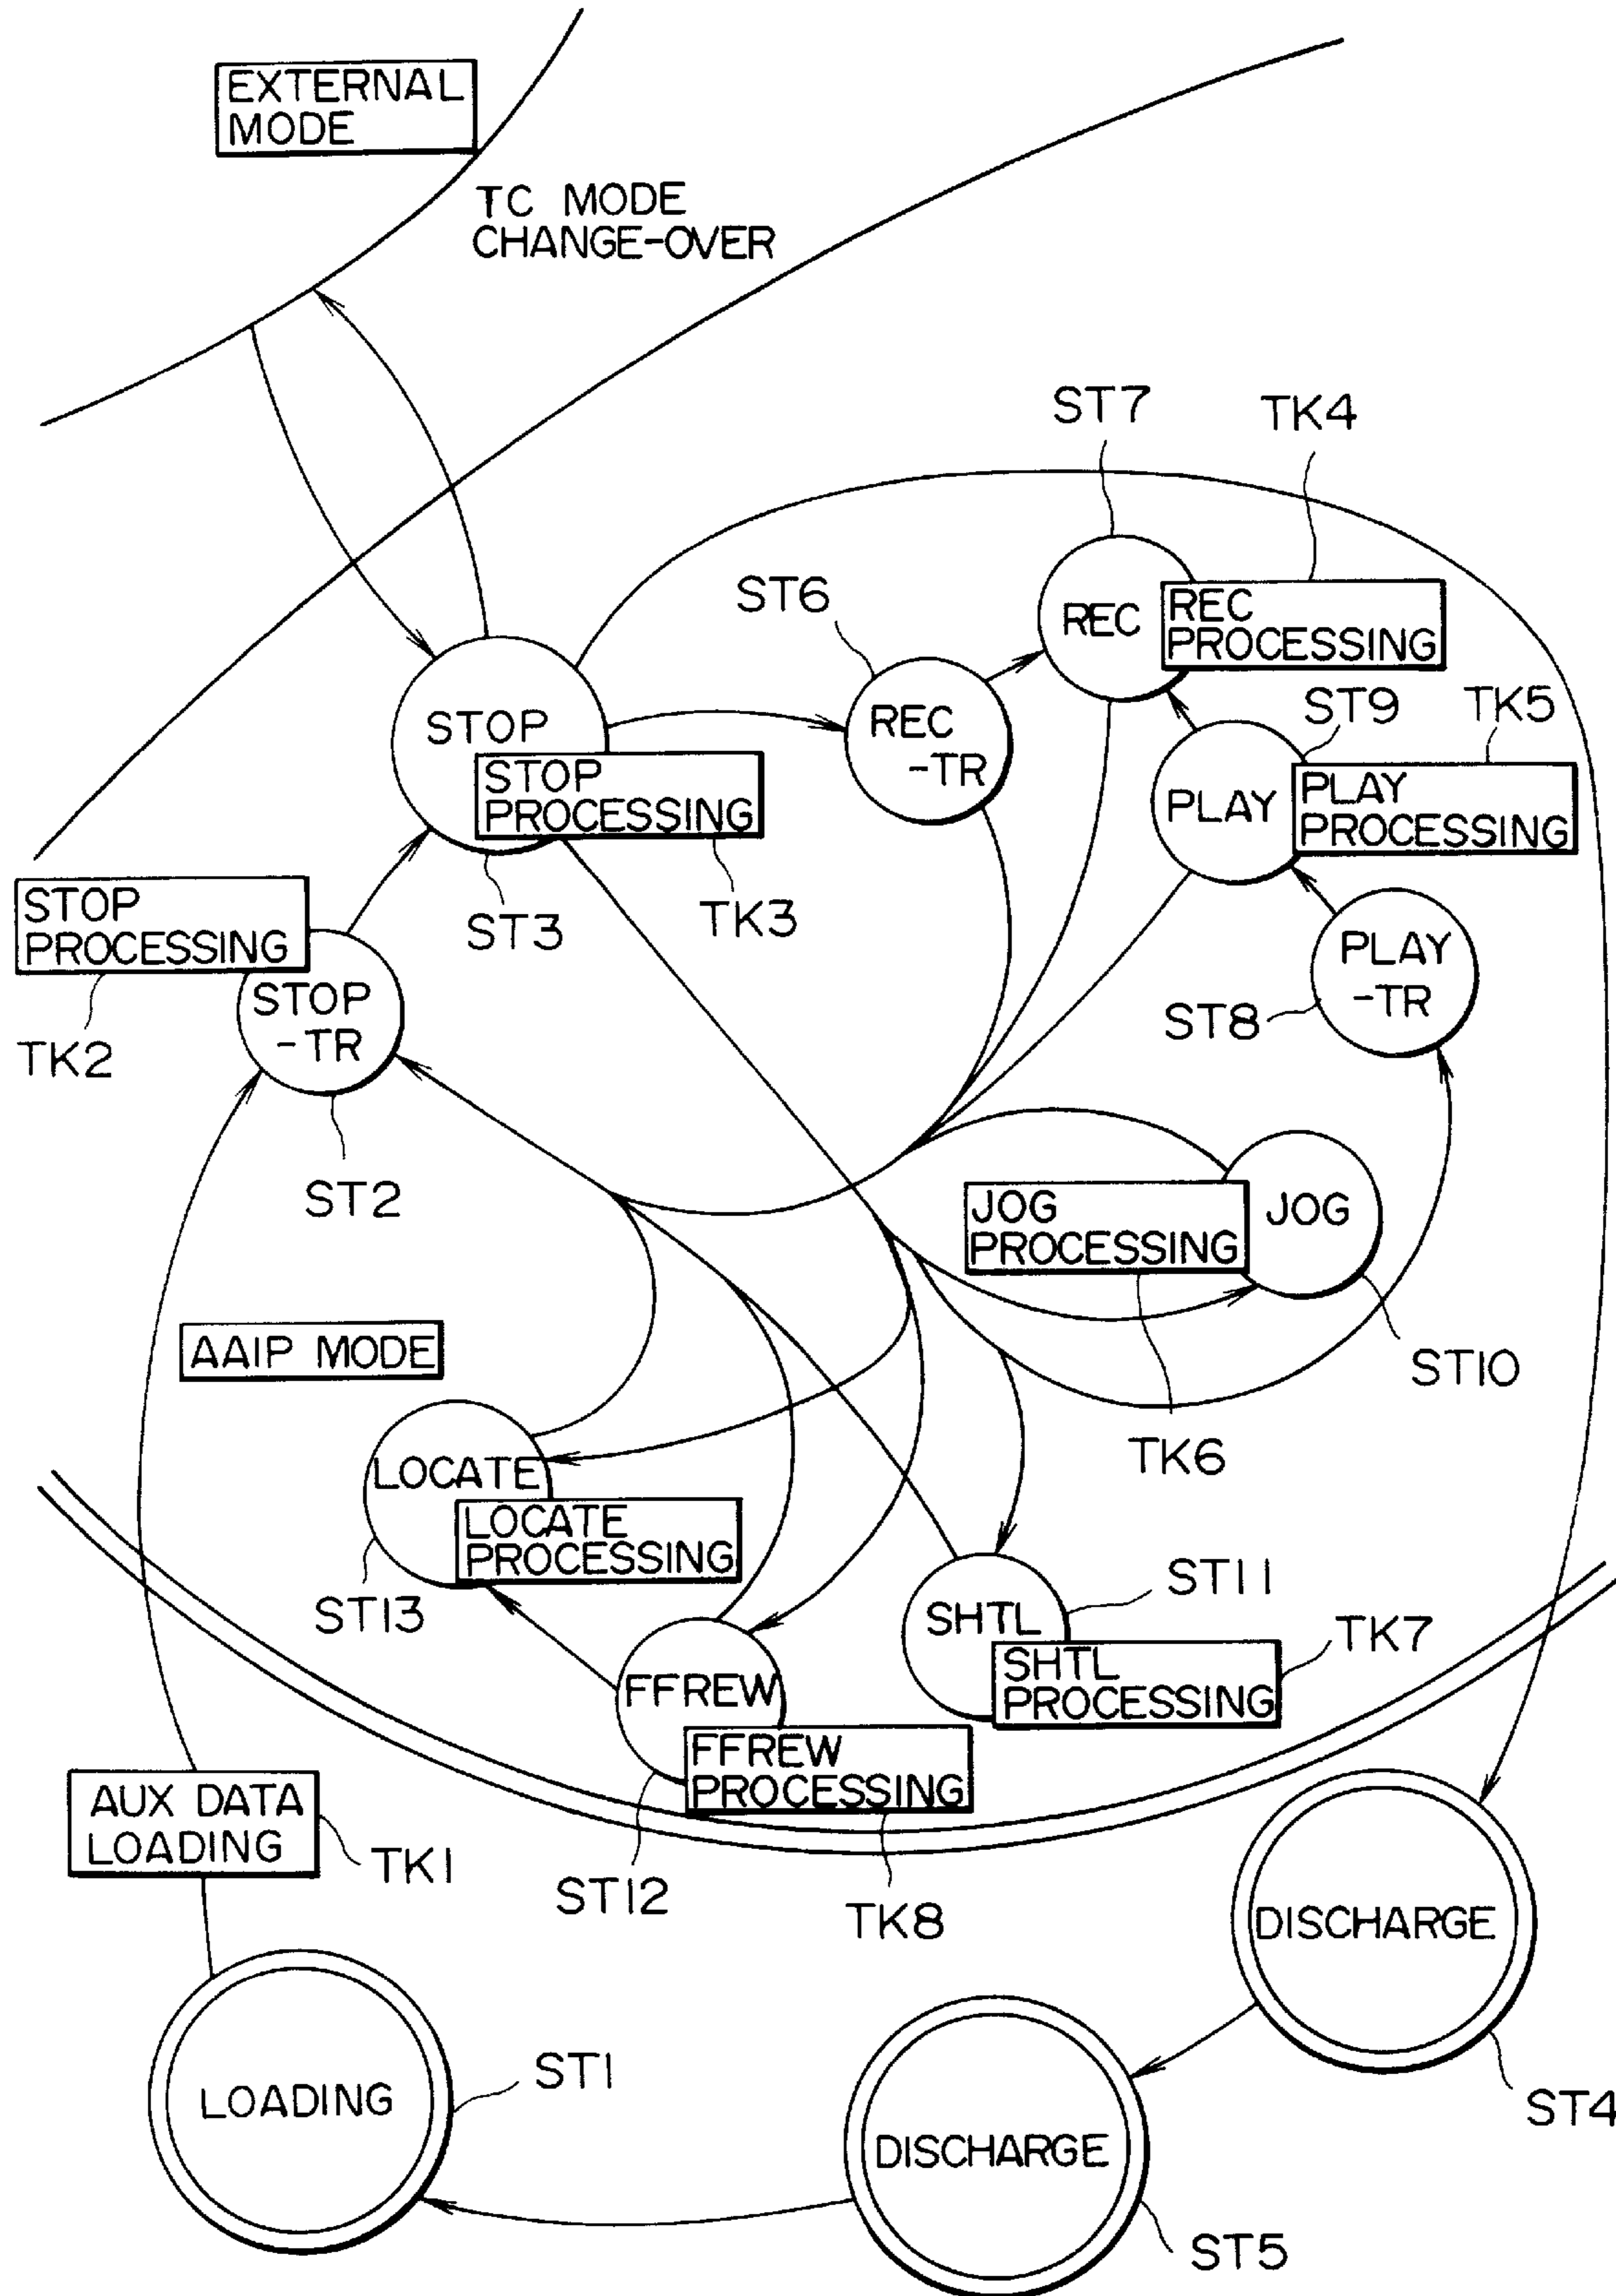 EXTERNAL
MODE
TC MODE
CHANGE-OVER
ST7
TK4
ST6
REC
REC
PROCESSING
ST9
TK5
STOP
REC
-TR
STOP
PROCESSING
PLAY
PLAY
PROCESSING
STOP
PROCESSING
ST3
TK3
PLAY
-TR
ST8
STOP
-TR
TK2
ST2
JOG
PROCESSING
JOG
AAIP MODE
ST10
TK6
LOCATE
LOCATE
PROCESSING
ST13
ST11
SHTL
TK7
SHTL
PROCESSING
FFREW
FFREW
PROCESSING
AUX DATA
LOADING
TK1
ST12
TK8
DISCHARGE
ST1
LOADING
ST4
DISCHARGE
ST5